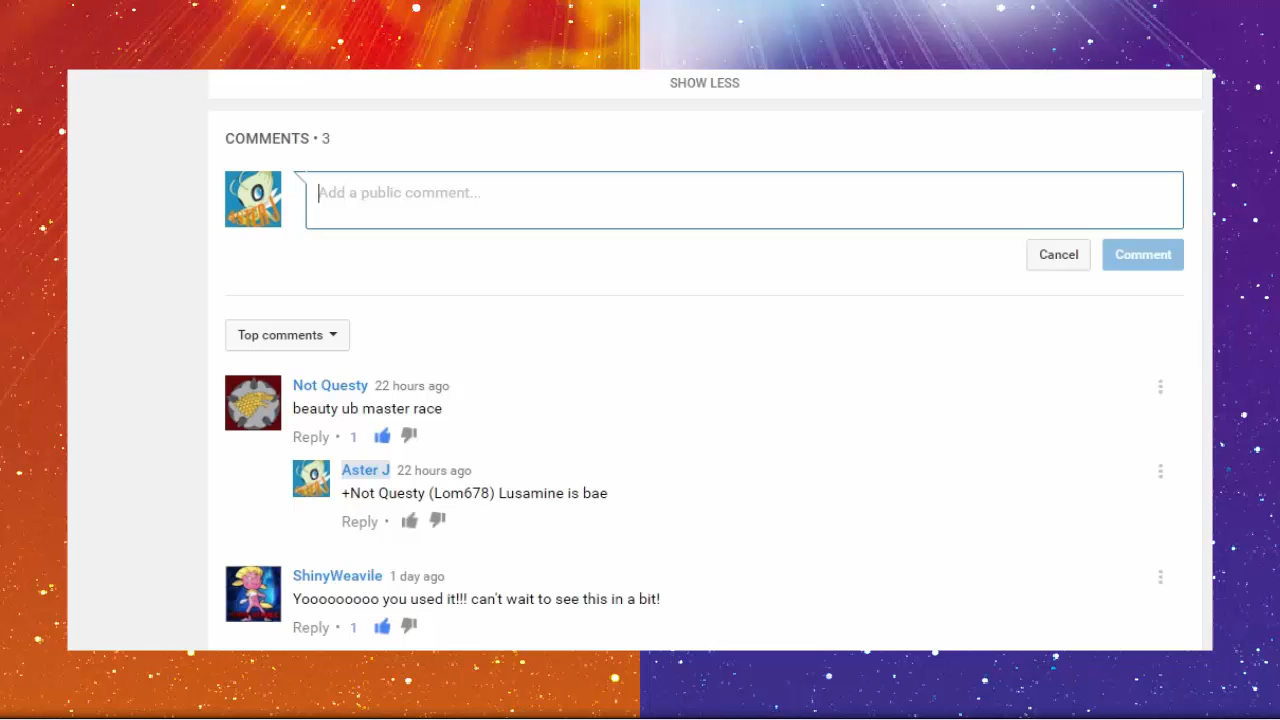 SHOW LESS
COMMENTS • 3
Add a public comment...
Cancel
Comment
Top comments
Not Questy 22 hours ago
beauty ub master race
Reply • 1
Aster J 22 hours ago
+Not Questy (Lom678) Lusamine is bae
Reply •
ShinyWeavile 1 day ago
Yooooooooo you used it!!! can't wait to see this in a bit!
Reply • 1